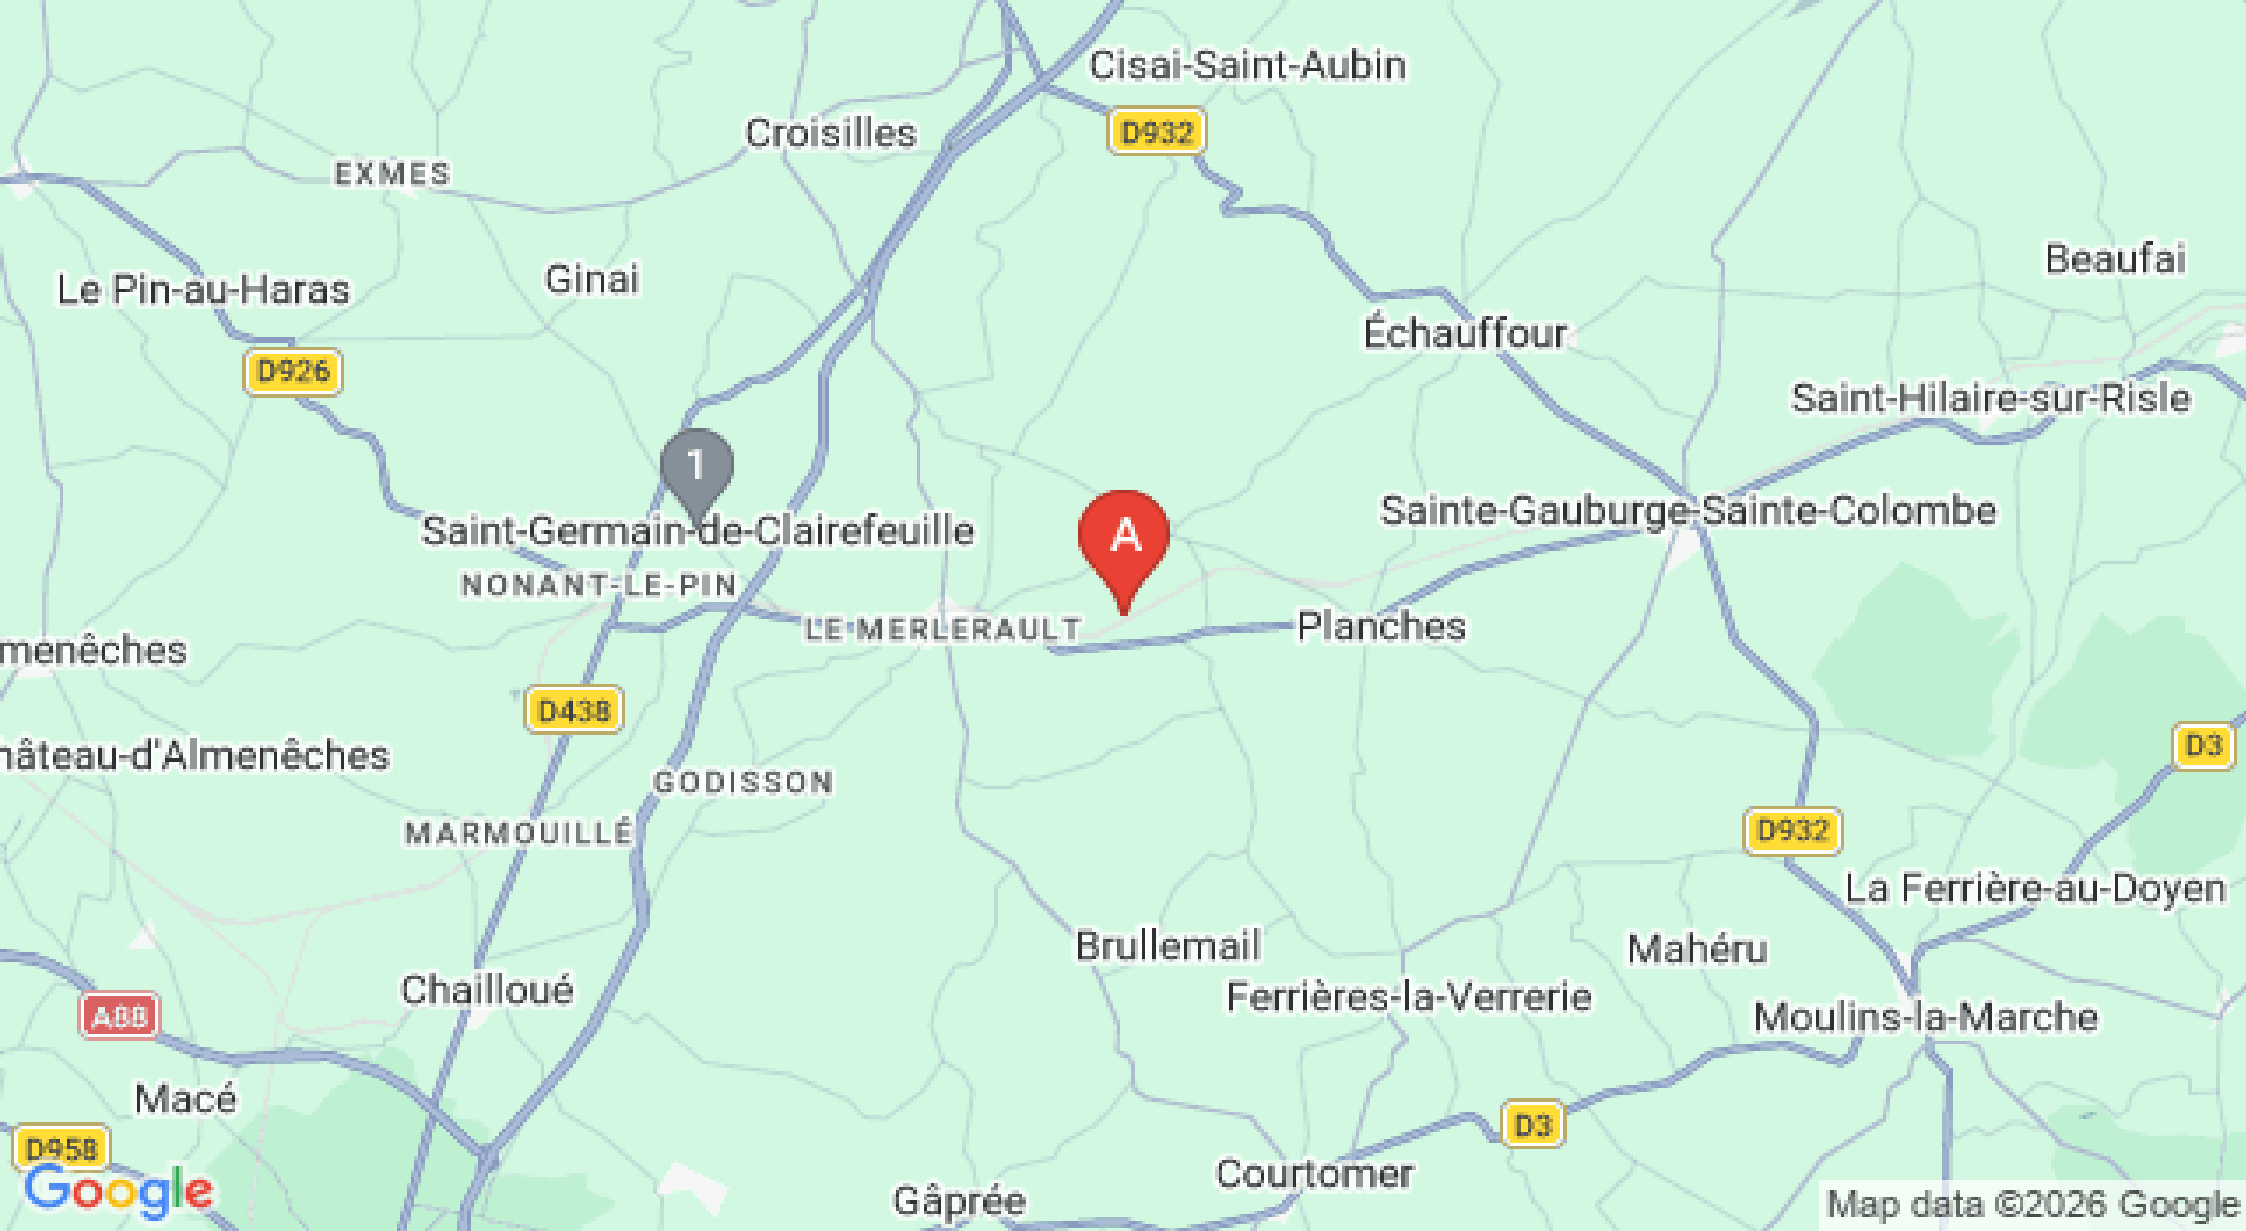 Cisai-Saint-Aubin
D932
Croisilles
EXMES
Beaufai
Ginai
Le Pin-au-Haras
Échauffour
D926
Saint-Hilaire-sur-Risle
1
Sainte-Gauburge-Sainte-Colombe
Saint-Germain-de-Clairefeuille
A
NONANT-LE-PIN
LE MERLERAULT
Planches
menêches
D438
D3
hâteau-d'Almenêches
GODISSON
MARMOUILLÉ
D932
La Ferrière-au-Doyen
Brullemail
Mahéru
Chailloué
Ferrières-la-Verrerie
A88
Moulins-la-Marche
Macé
D3
D958
Courtomer
Google
Gâprée
Map data ©2026 Google